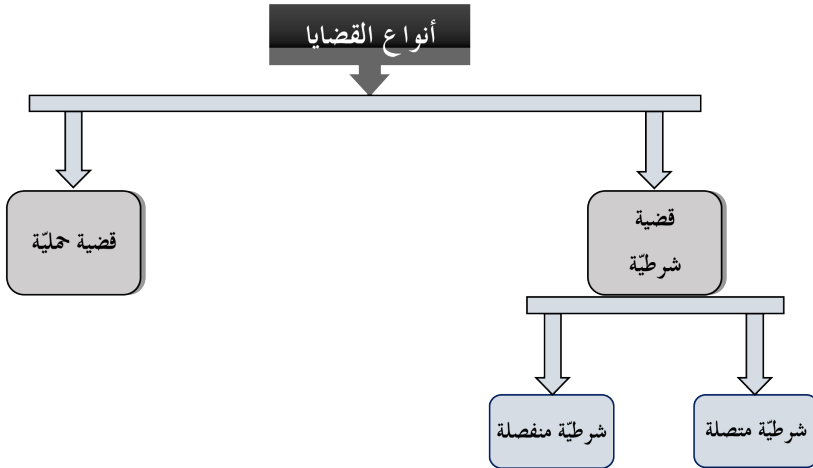 أنواع القضايا
قضية
شرطيّة
قضية حمليّة
شرطيّة متصلة
شرطيّة منفصلة